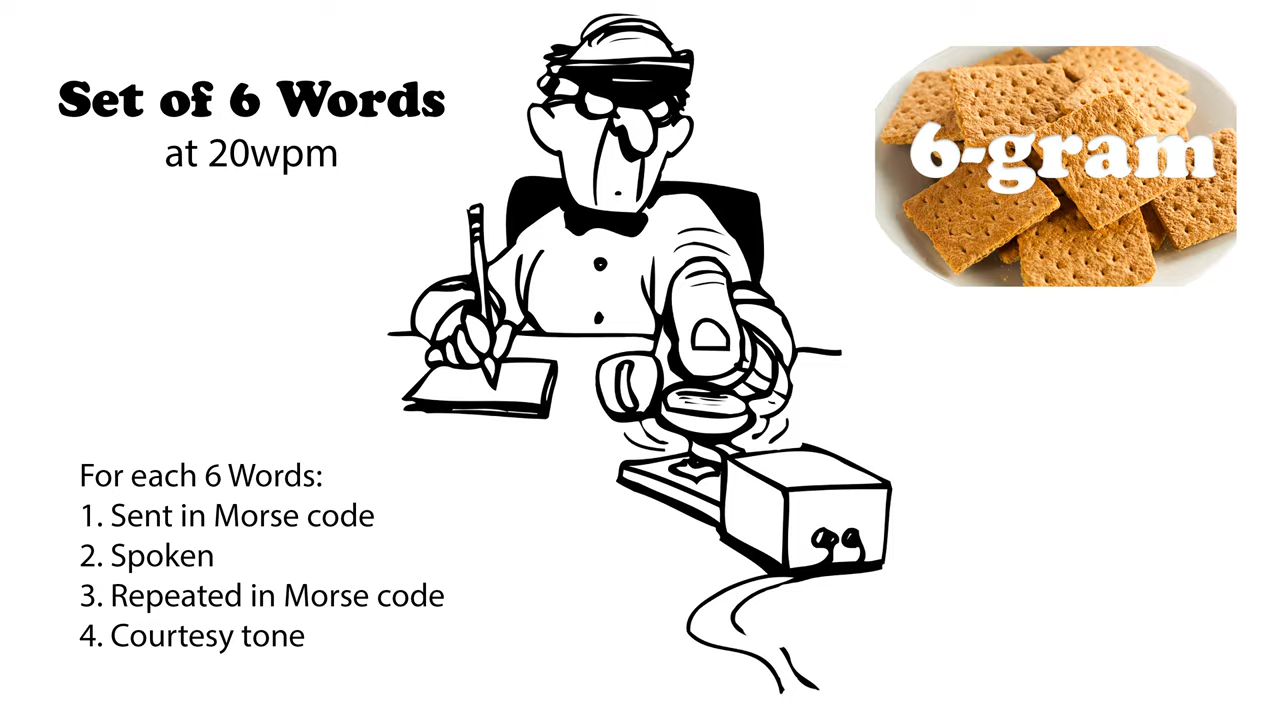 Set of 6 Words
at 20wpm
6-gram
For each 6 Words:
1. Sent in Morse code
2. Spoken
3. Repeated in Morse code
4. Courtesy tone